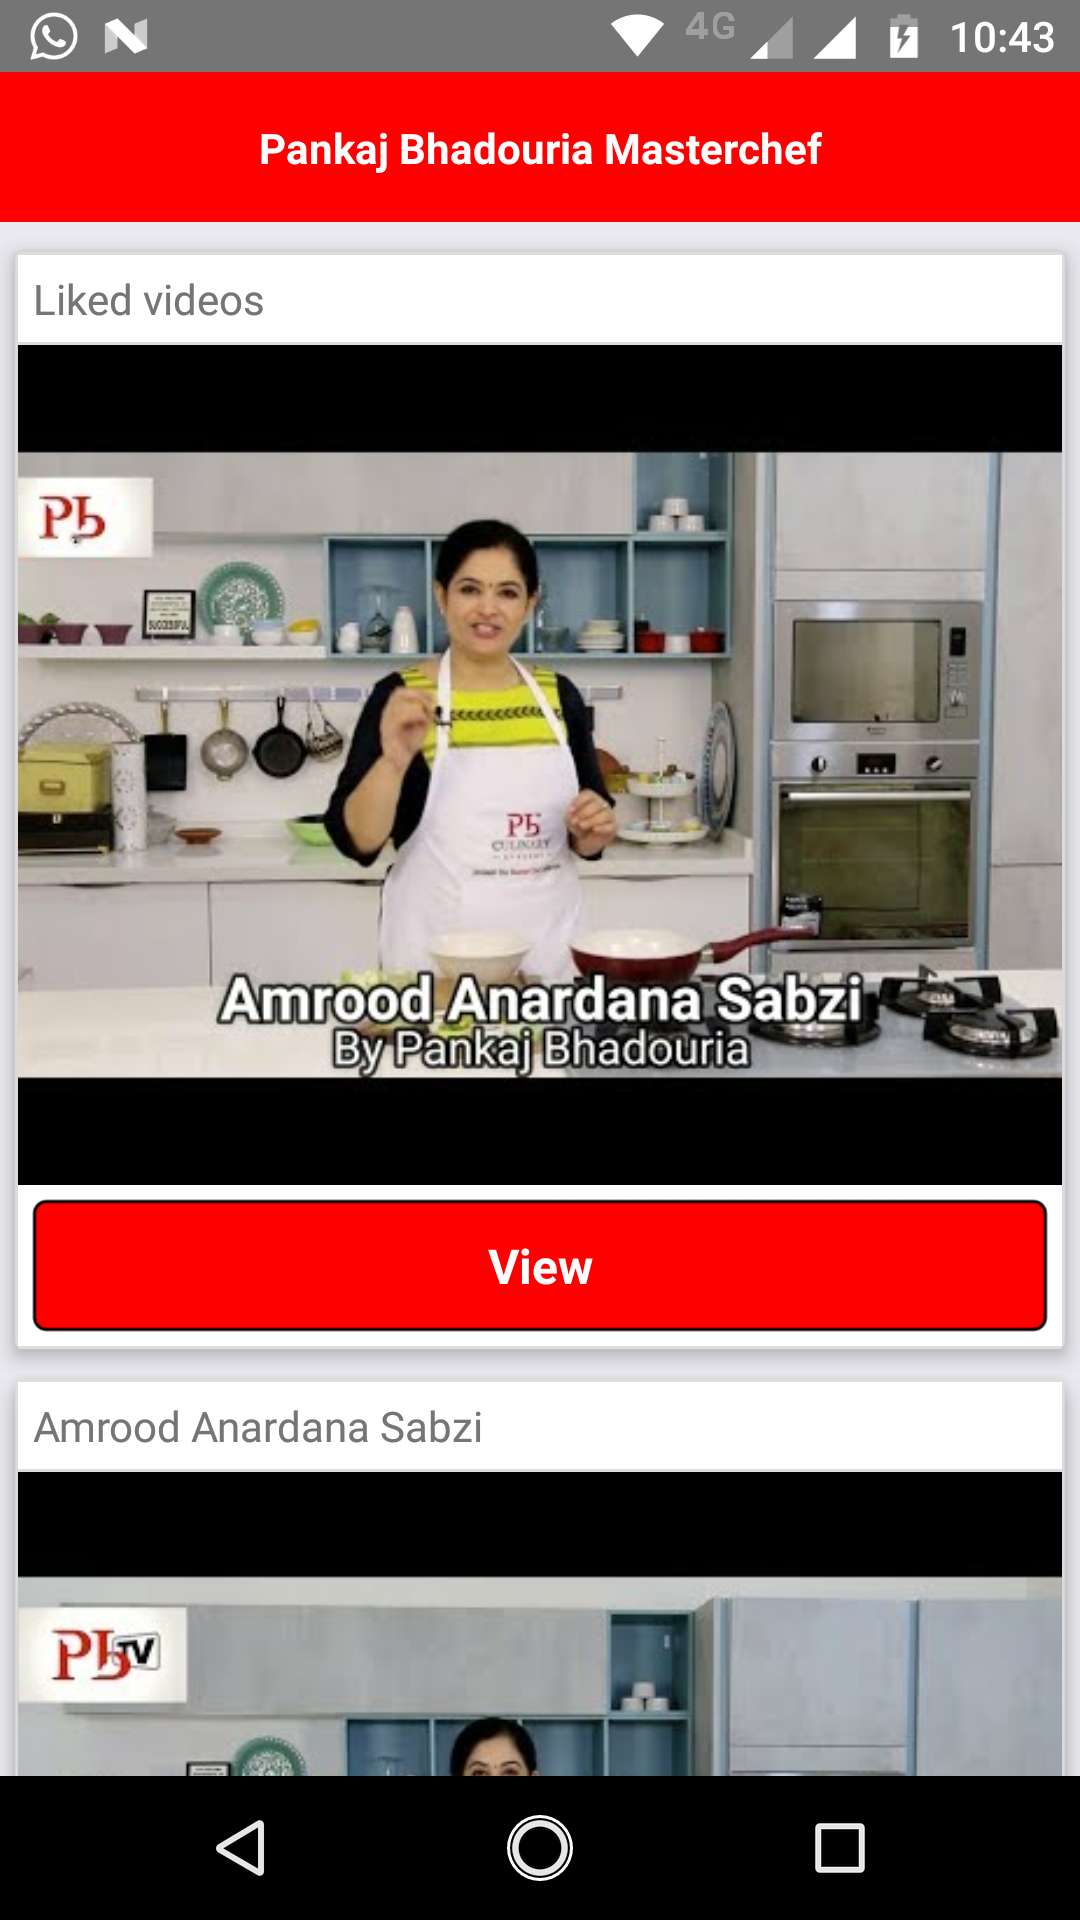 4G 10:43
Pankaj Bhadouria Masterchef
Liked videos
Pb
SUCCESSFUL
Pb
CULINARY
Amrood Anardana Sabzi
By Pankaj Bhadouria
View
Amrood Anardana Sabzi
Pb TV